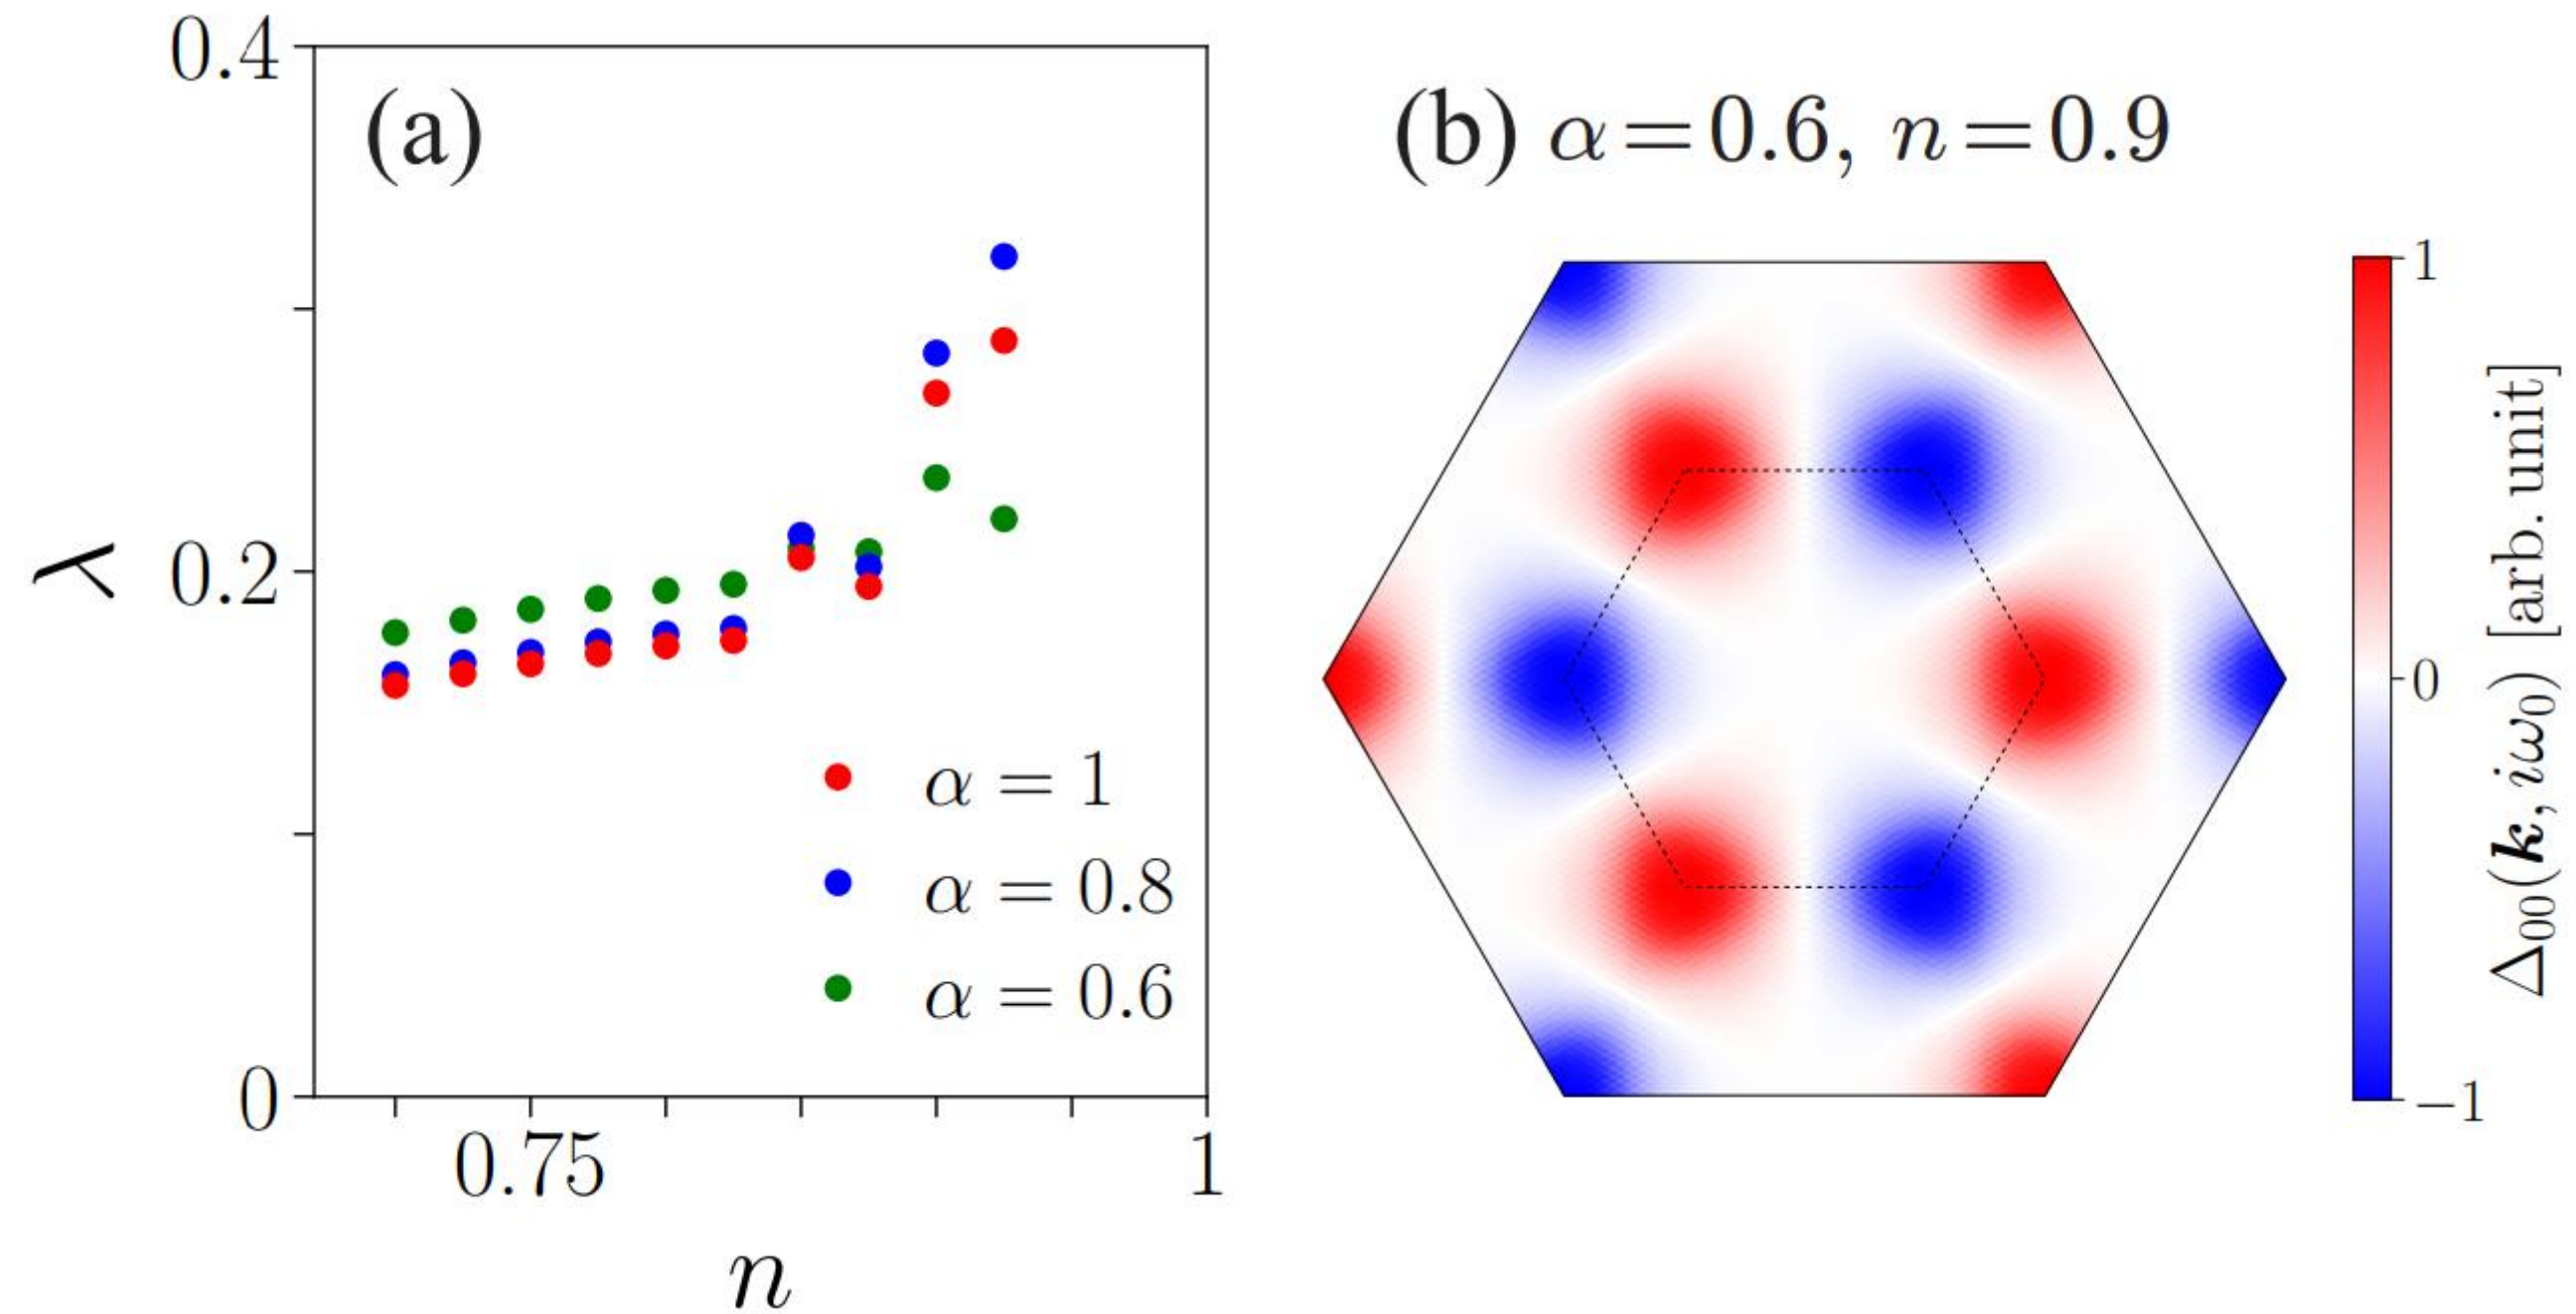 (a)
0.4
0.2
0
λ
0.75
1
n
α = 1
α = 0.8
α = 0.6
(b) α = 0.6, n = 0.9
1
0
−1
Δ₀₀(k, iω₀) [arb. unit]